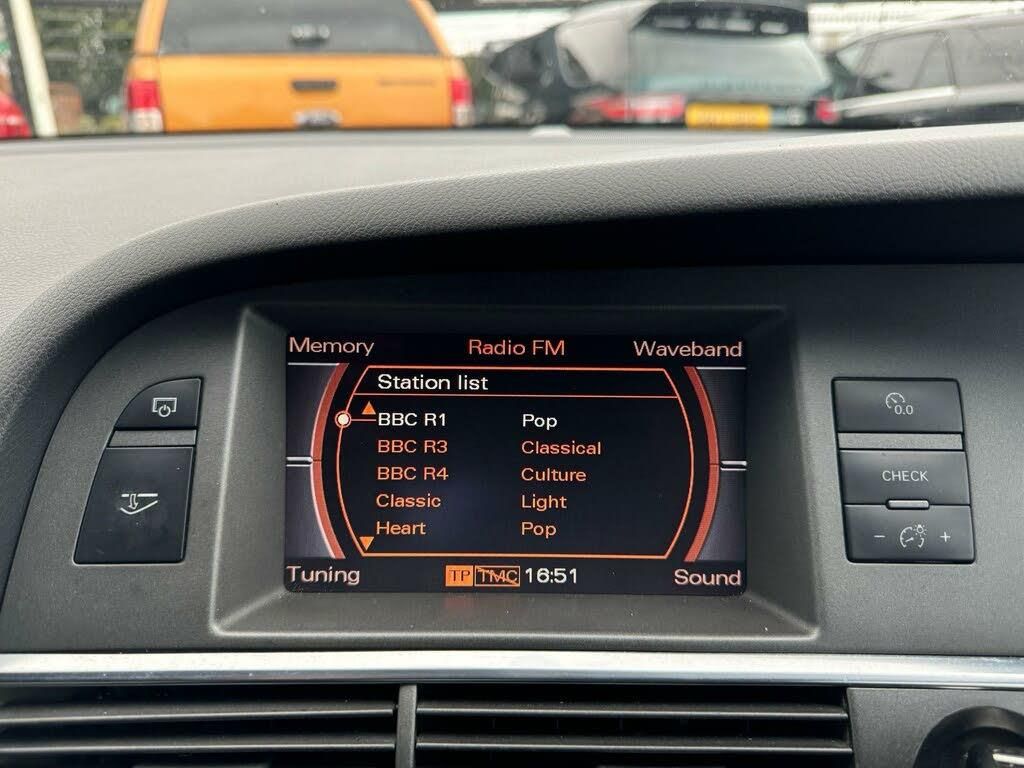 Memory Radio FM Waveband
Station list
BBC R1 Pop
BBC R3 Classical
BBC R4 Culture
Classic Light
Heart Pop
Tuning TP TMC 16:51 Sound
0.0
CHECK
- +